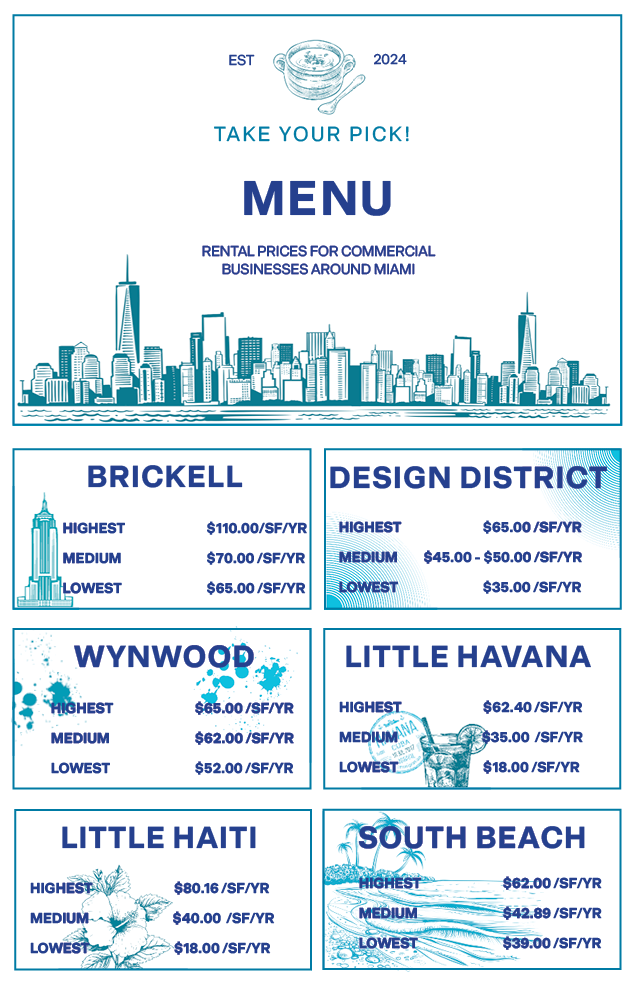 EST 2024
TAKE YOUR PICK!
MENU
RENTAL PRICES FOR COMMERCIAL
BUSINESSES AROUND MIAMI
BRICKELL
HIGHEST $110.00/SF/YR
MEDIUM $70.00/SF/YR
LOWEST $65.00/SF/YR
DESIGN DISTRICT
HIGHEST $65.00/SF/YR
MEDIUM $45.00 - $50.00/SF/YR
LOWEST $35.00/SF/YR
WYNWOOD
HIGHEST $65.00/SF/YR
MEDIUM $62.00/SF/YR
LOWEST $52.00/SF/YR
LITTLE HAVANA
HIGHEST $62.40/SF/YR
MEDIUM $35.00 /SF/YR
LOWEST $18.00/SF/YR
LITTLE HAITI
HIGHEST $80.16/SF/YR
MEDIUM $40.00 /SF/YR
LOWEST $18.00/SF/YR
SOUTH BEACH
HIGHEST $62.00/SF/YR
MEDIUM $42.89/SF/YR
LOWEST $39.00/SF/YR